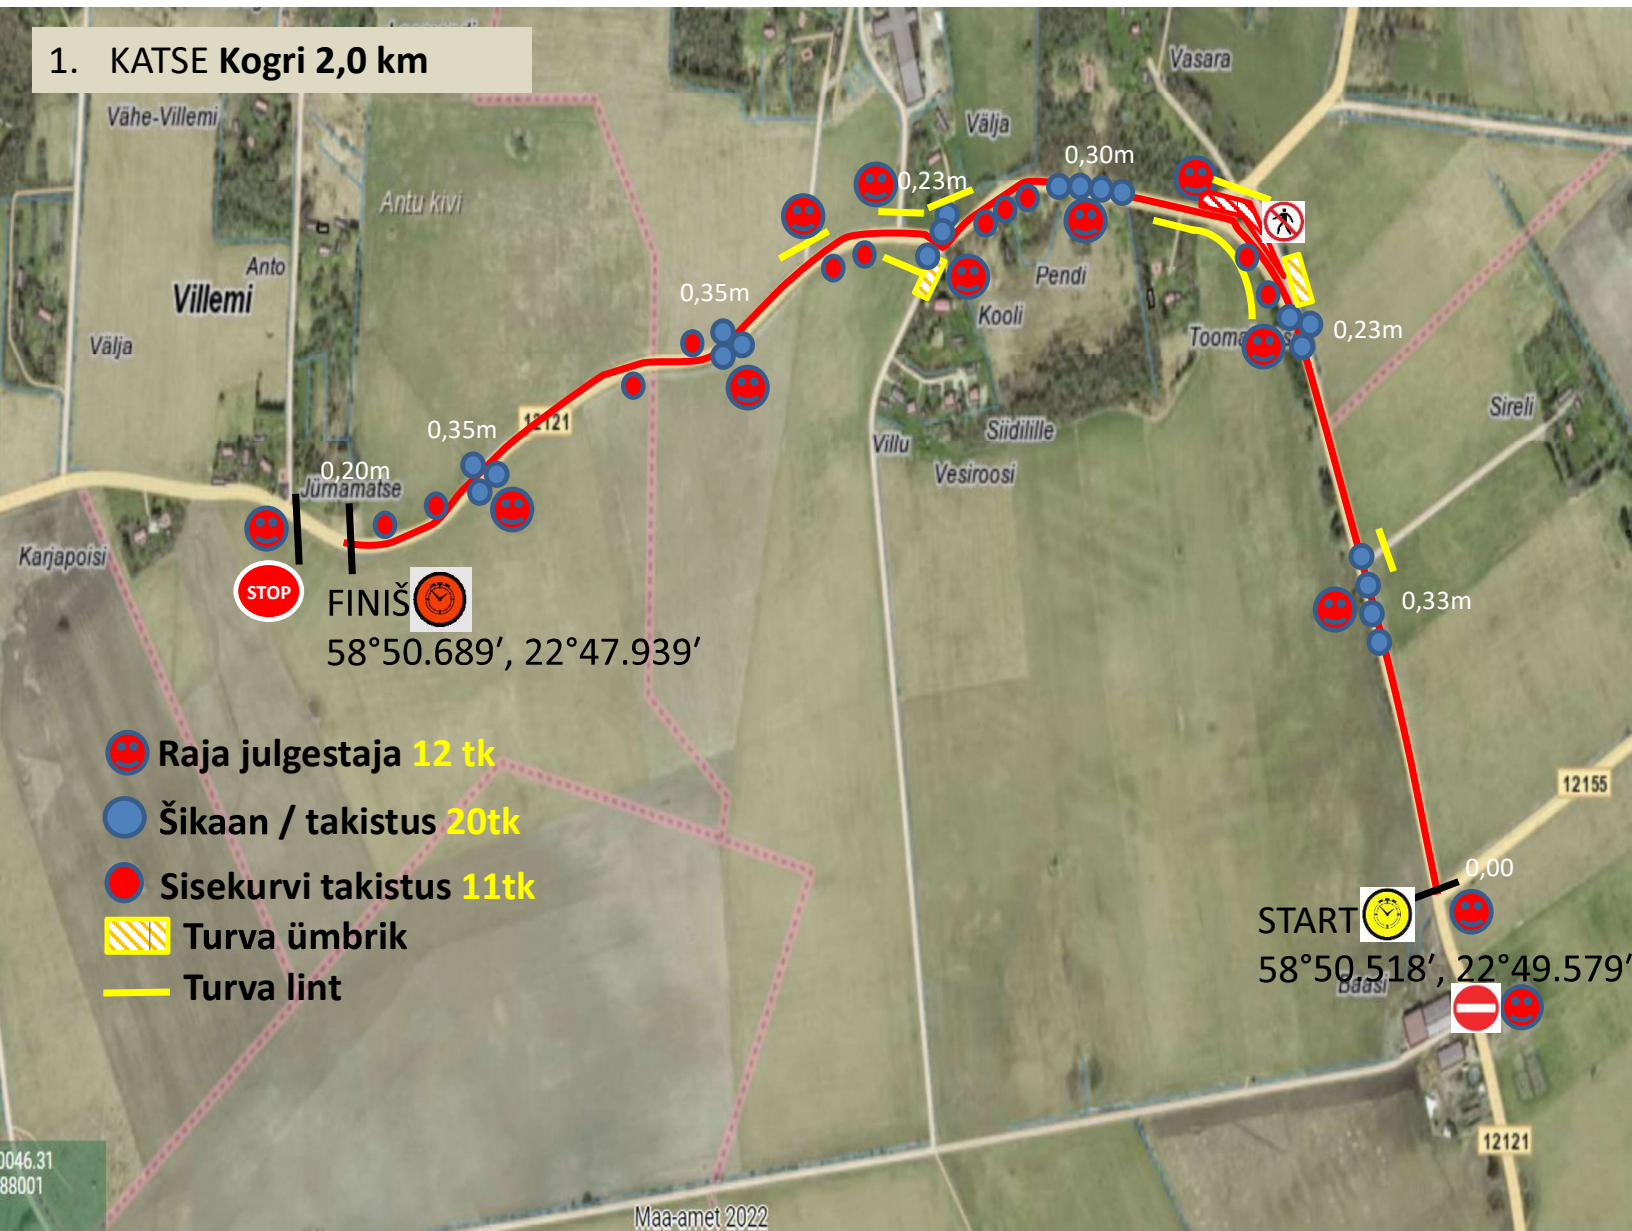 1. KATSE Kogri 2,0 km
Vähe-Villemi
Vasara
Välja
0,30m
Antu kivi
0,23m
Anto
Villemi
Pendi
0,35m
Kooli
0,23m
Välja
Sireli
12121
0,35m
Siidilille
Villu
Vesiroosi
0,20m
Jürnamatse
Karjapoisi
STOP
FINIŠ
58°50.689′, 22°47.939′
0,33m
Raja julgestaja 12 tk
Šikaan / takistus 20tk
Sisekurvi takistus 11tk
Turva ümbrik
Turva lint
12155
0,00
START
58°50.518′, 22°49.579′
Baasi
12121
0046.31
88001
Maa-amet 2022